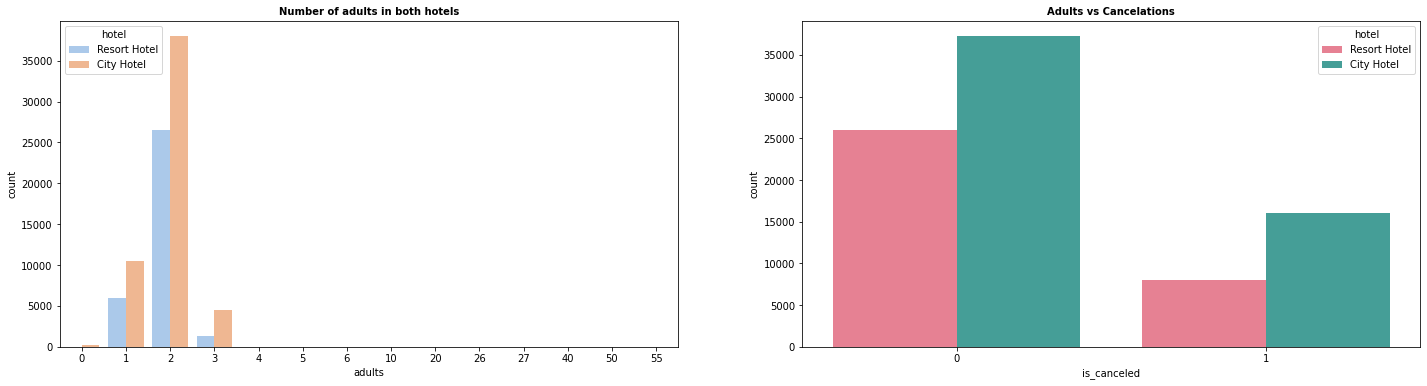 Number of adults in both hotels
hotel
Resort Hotel
City Hotel
35000
30000
25000
20000
15000
10000
5000
0
count
0 1 2 3 4 5 6 10 20 26 27 40 50 55
adults
Adults vs Cancelations
hotel
Resort Hotel
City Hotel
35000
30000
25000
20000
15000
10000
5000
0
count
0 1
is_canceled